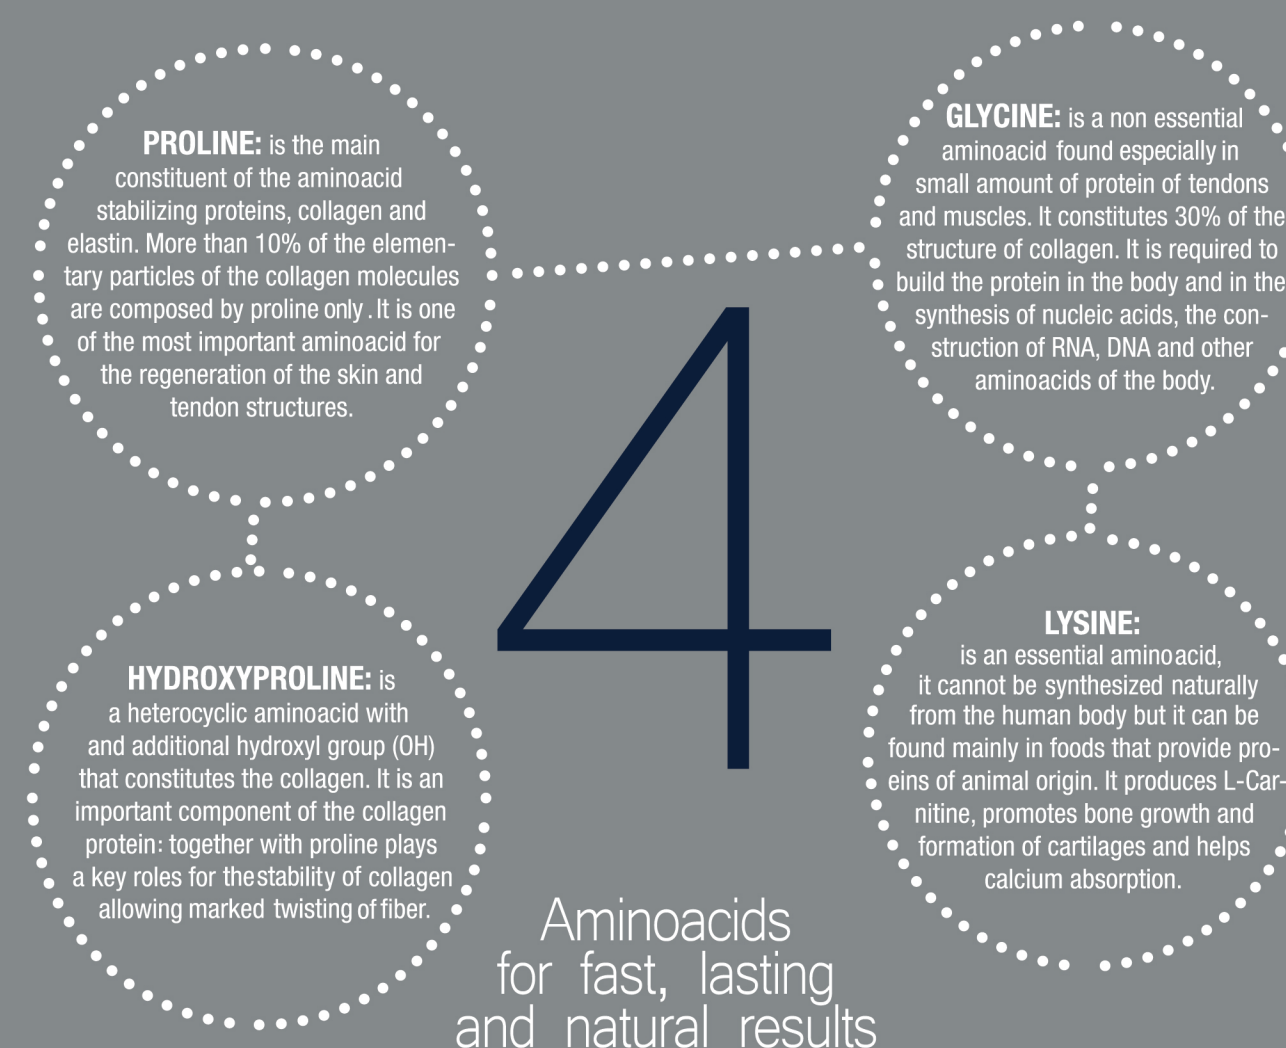 PROLINE: is the main
constituent of the aminoacid
stabilizing proteins, collagen and
elastin. More than 10% of the elemen-
tary particles of the collagen molecules
are composed by proline only. It is one
of the most important aminoacid for
the regeneration of the skin and
tendon structures.
GLYCINE: is a non essential
aminoacid found especially in
small amount of protein of tendons
and muscles. It constitutes 30% of the
structure of collagen. It is required to
build the protein in the body and in the
synthesis of nucleic acids, the con-
struction of RNA, DNA and other
aminoacids of the body.
4
HYDROXYPROLINE: is
a heterocyclic aminoacid with
and additional hydroxyl group (OH)
that constitutes the collagen. It is an
important component of the collagen
protein: together with proline plays
a key roles for the stability of collagen
allowing marked twisting of fiber.
LYSINE:
is an essential aminoacid,
it cannot be synthesized naturally
from the human body but it can be
found mainly in foods that provide pro-
eins of animal origin. It produces L-Car-
nitine, promotes bone growth and
formation of cartilages and helps
calcium absorption.
Aminoacids
for fast, lasting
and natural results